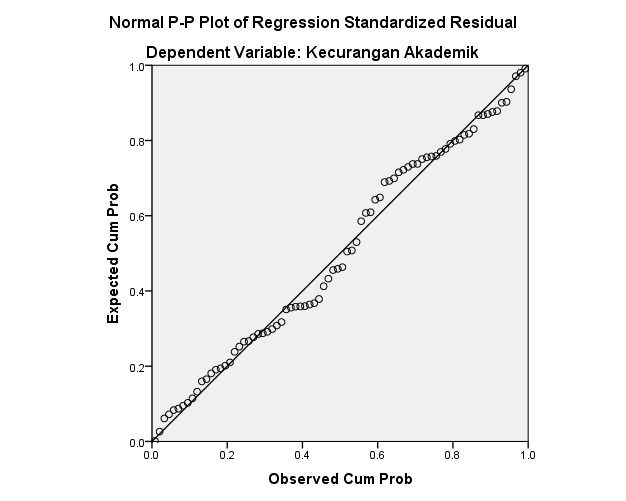 Normal P-P Plot of Regression Standardized Residual
Dependent Variable: Kecurangan Akademik
Expected Cum Prob
1.0
0.8
0.6
0.4
0.2
0.0
0.0 0.2 0.4 0.6 0.8 1.0
Observed Cum Prob